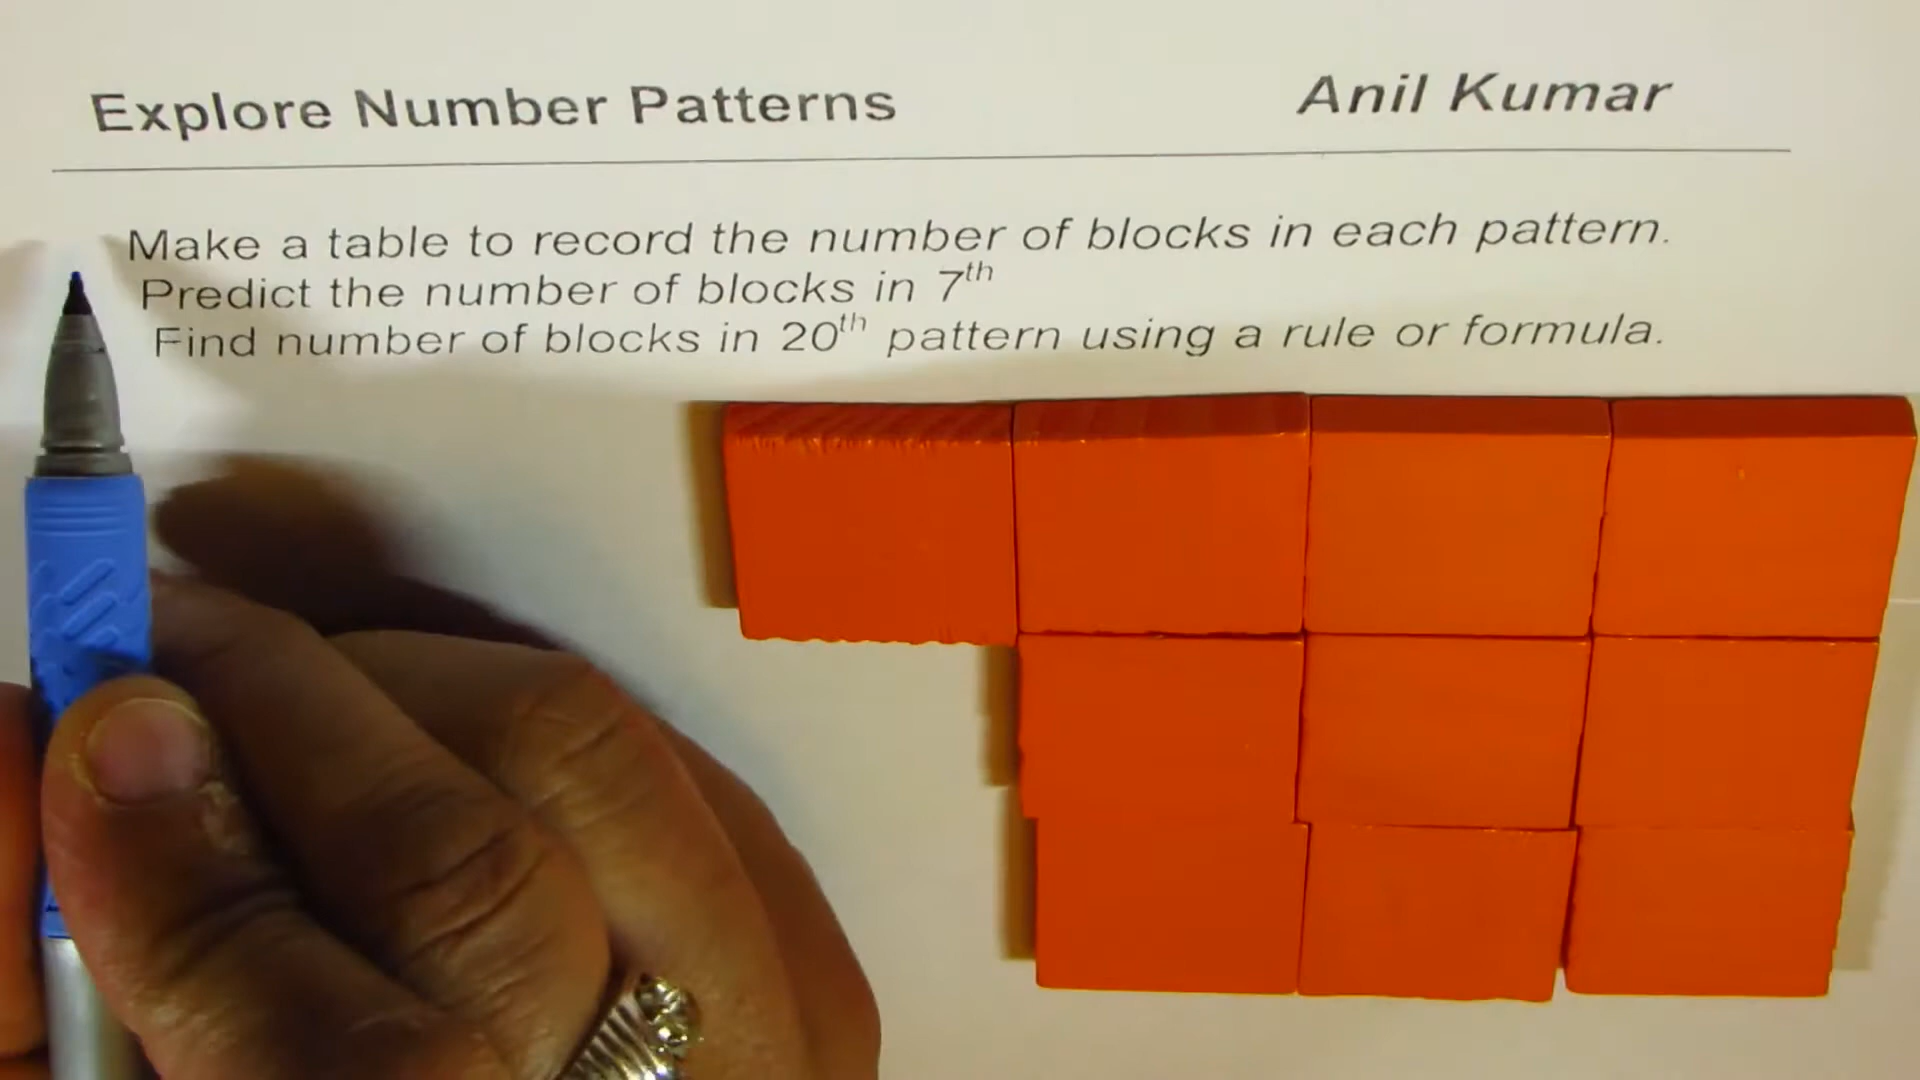 Explore Number Patterns Anil Kumar
Make a table to record the number of blocks in each pattern.
Predict the number of blocks in 7th
Find number of blocks in 20th pattern using a rule or formula.